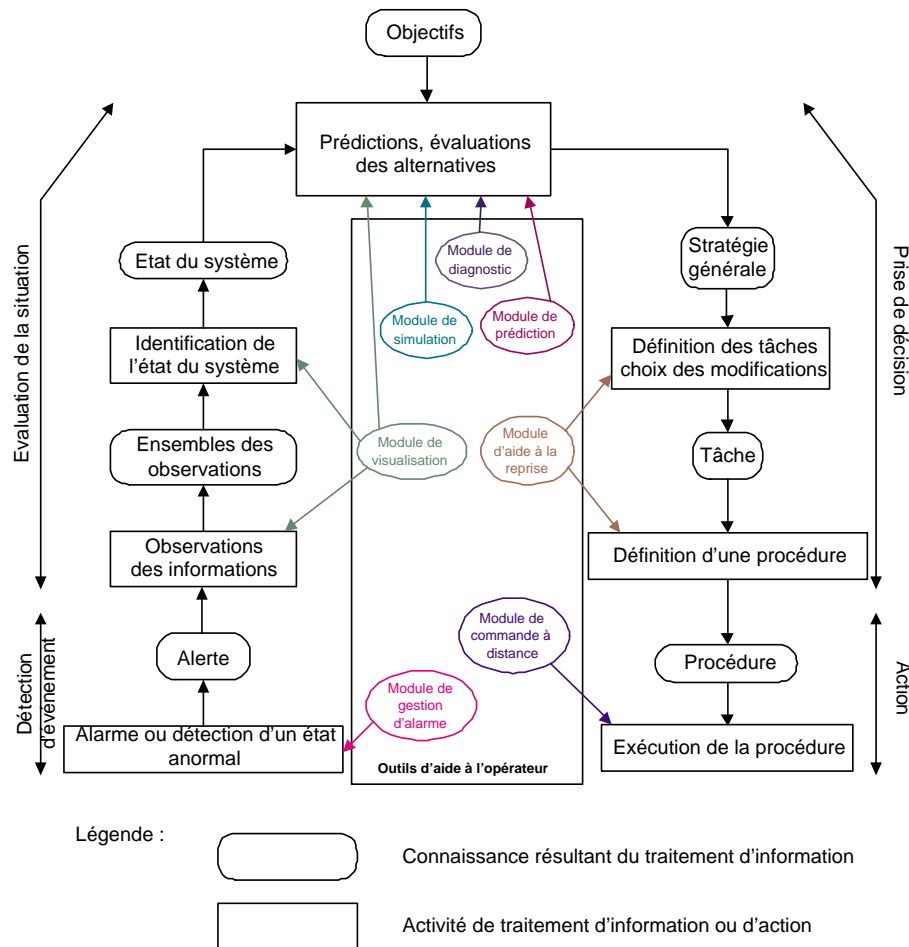 Objectifs
Prédictions, évaluations
des alternatives
Etat du système
Identification de
l'état du système
Ensembles des
observations
Observations
des informations
Alerte
Alarme ou détection d'un état
anormal
Evaluation de la situation
Détection
d'événement
Module de
diagnostic
Module de
simulation
Module de
prédiction
Module de
visualisation
Module
d'aide à la
reprise
Module de
commande à
distance
Module de
gestion
d'alarme
Outils d'aide à l'opérateur
Stratégie
générale
Définition des tâches
choix des modifications
Tâche
Définition d'une procédure
Procédure
Exécution de la procédure
Prise de décision
Action
Légende :
Connaissance résultant du traitement d'information
Activité de traitement d'information ou d'action